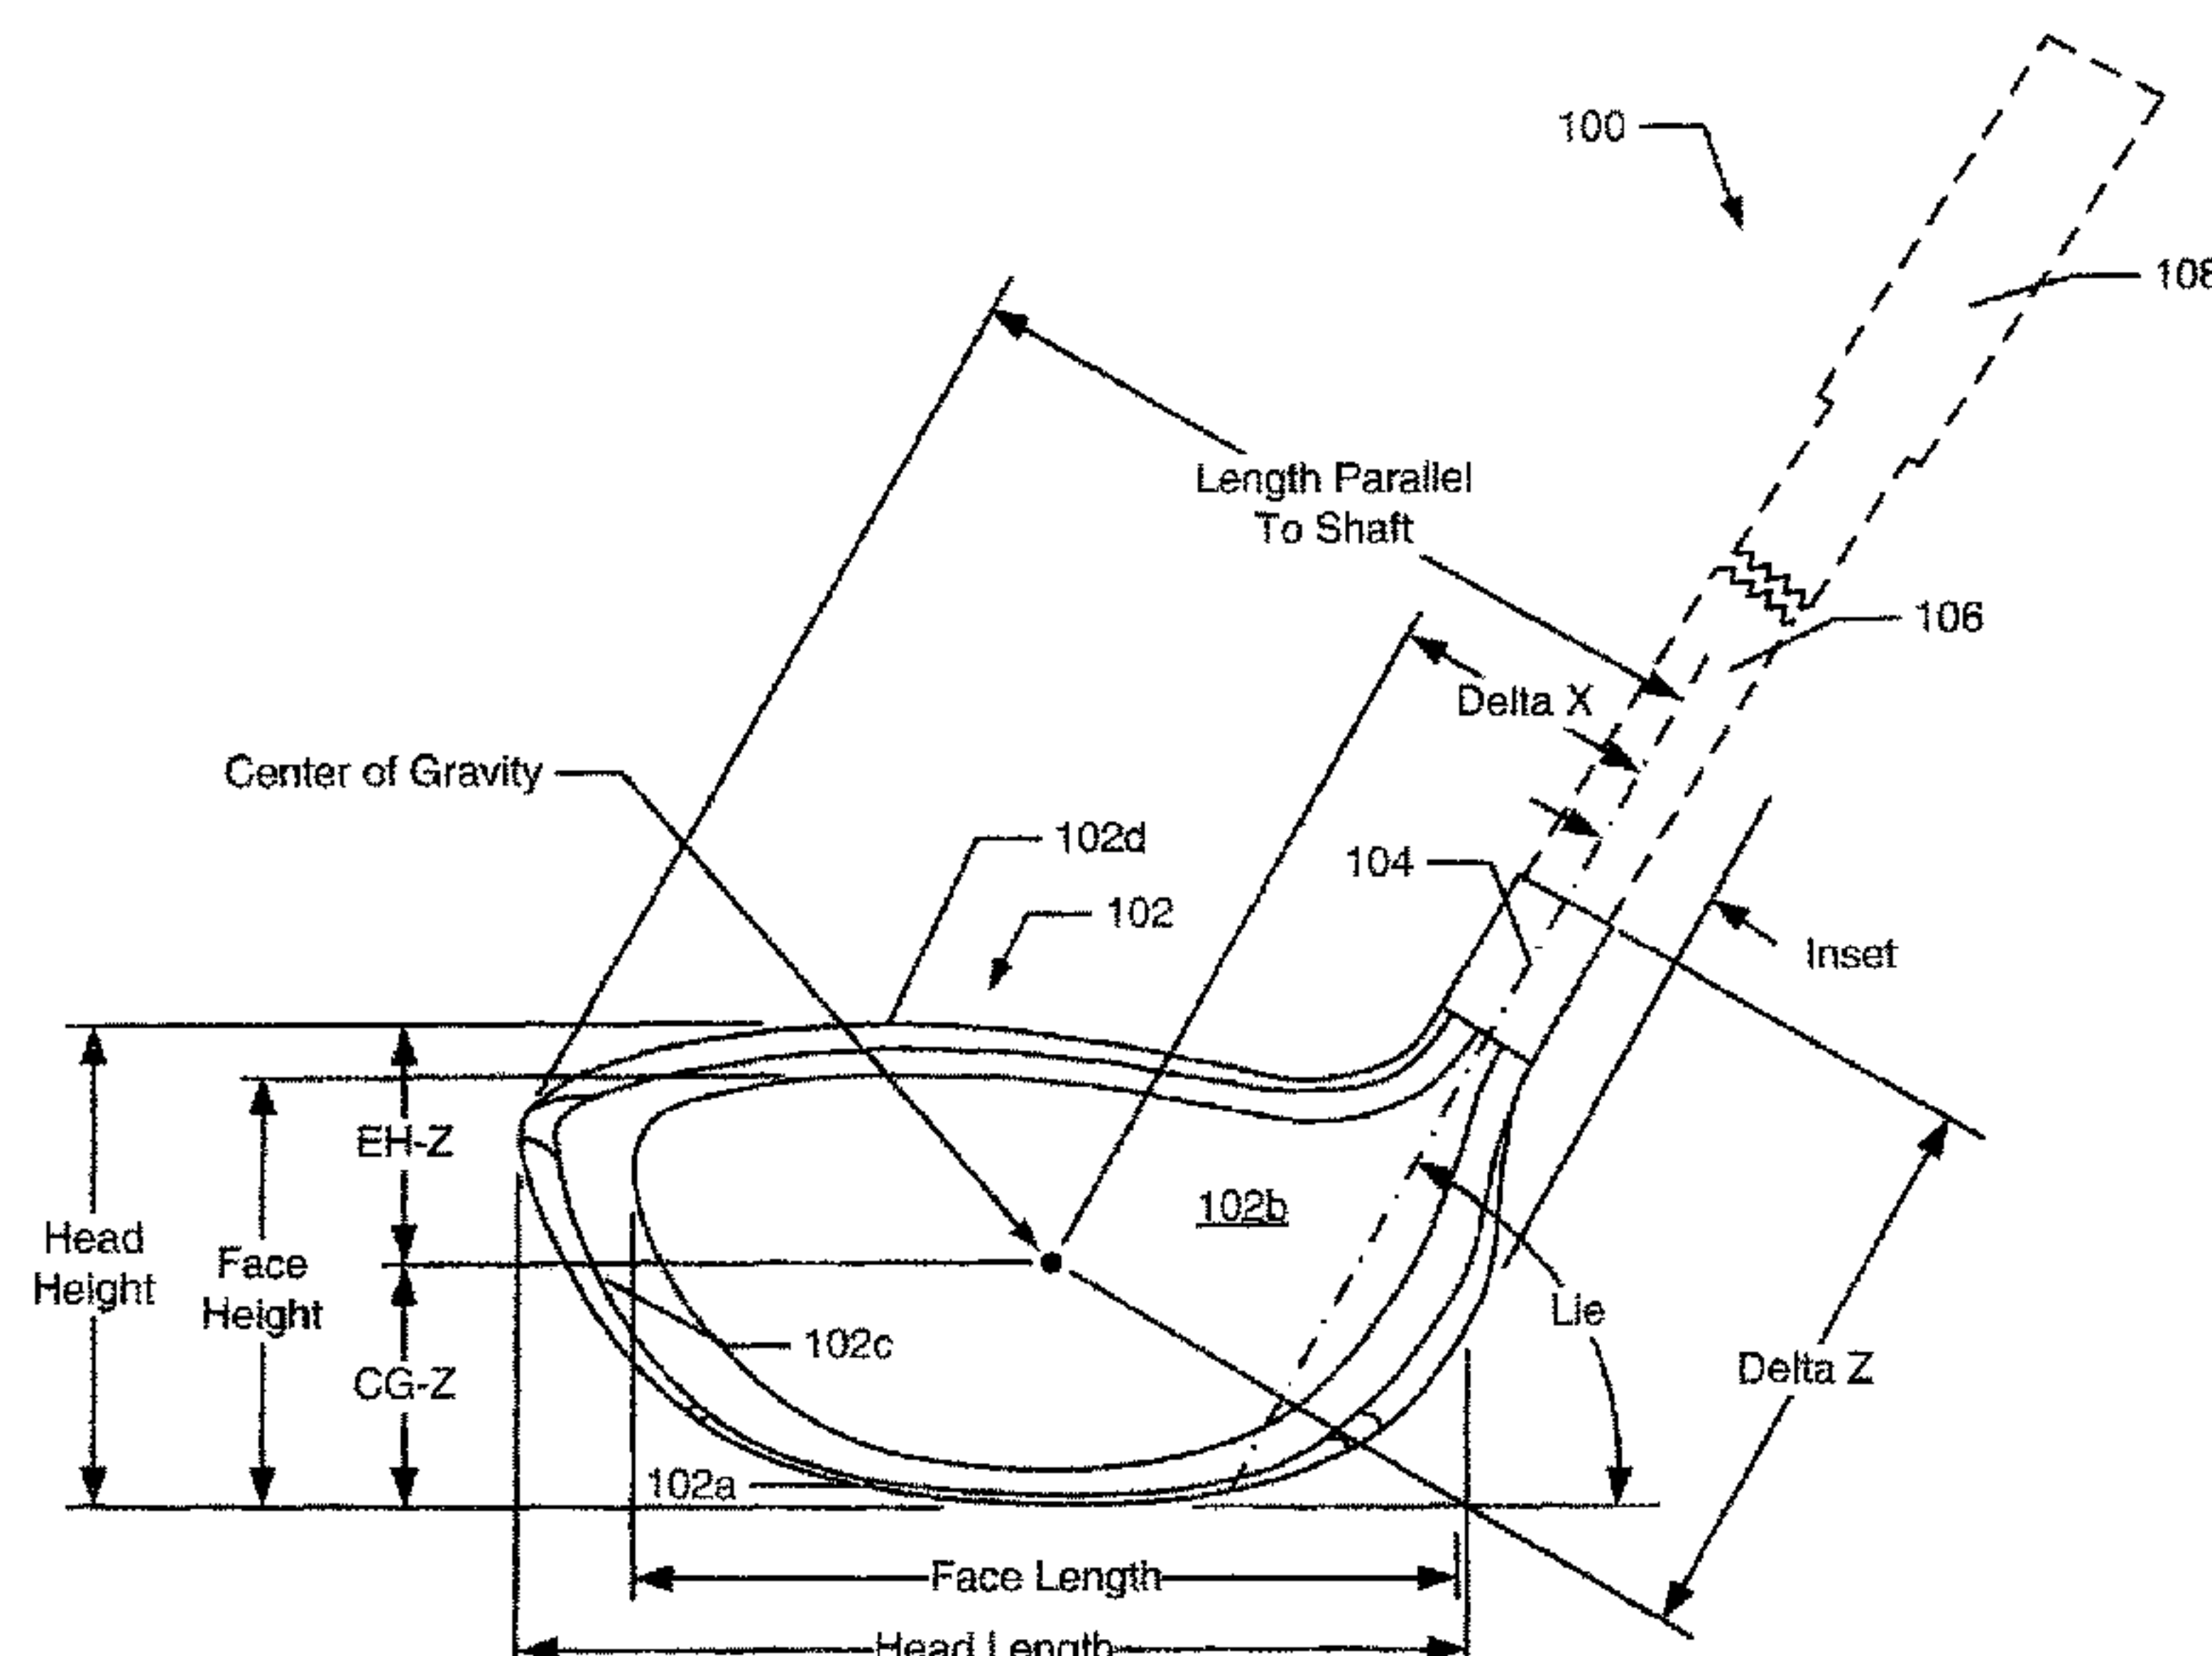 100
108
Length Parallel
To Shaft
106
Delta X
Center of Gravity
102d
104
102
Inset
EH-Z
102b
Head
Height
Face
Height
Lie
102c
Delta Z
CG-Z
102a
Face Length
Head Length